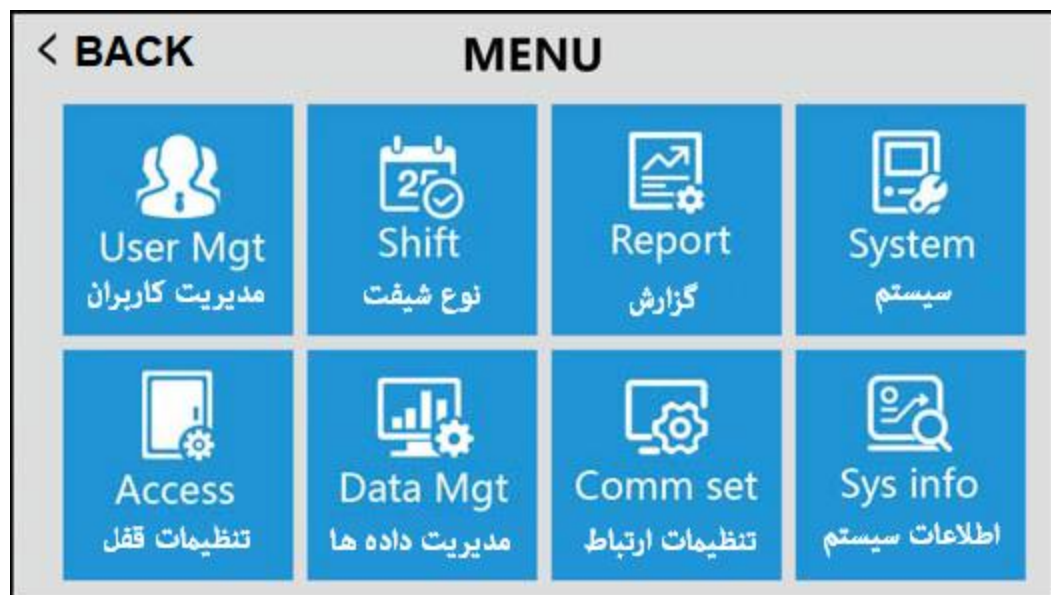 < BACK
MENU
User Mgt
مدیریت کاربران
Shift
نوع شیفت
Report
گزارش
System
سیستم
Access
تنظیمات قفل
Data Mgt
مدیریت داده ها
Comm set
تنظیمات ارتباط
Sys info
اطلاعات سیستم